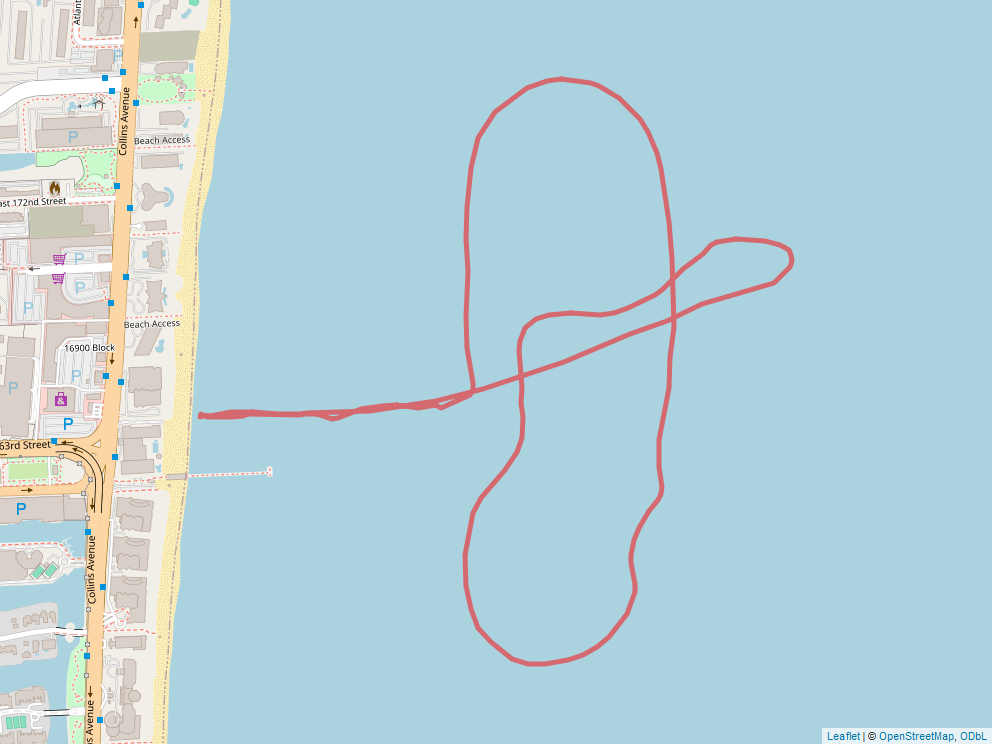 Atlant
P
Collins Avenue
P
Beach Access
ast 172nd Street
P
P
P
Beach Access
16900 Block
P
P
P
63rd Street
P
Collins Avenue
ns Avenue
Leaflet | © OpenStreetMap, ODbL